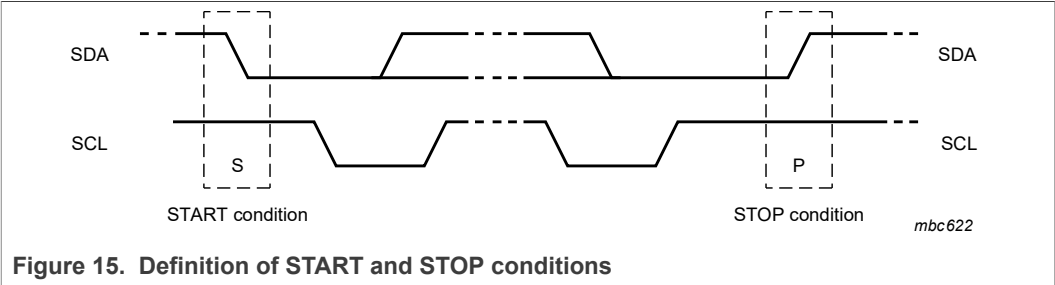 SDA
SDA
SCL
SCL
S
P
START condition
STOP condition
mbc622
Figure 15. Definition of START and STOP conditions